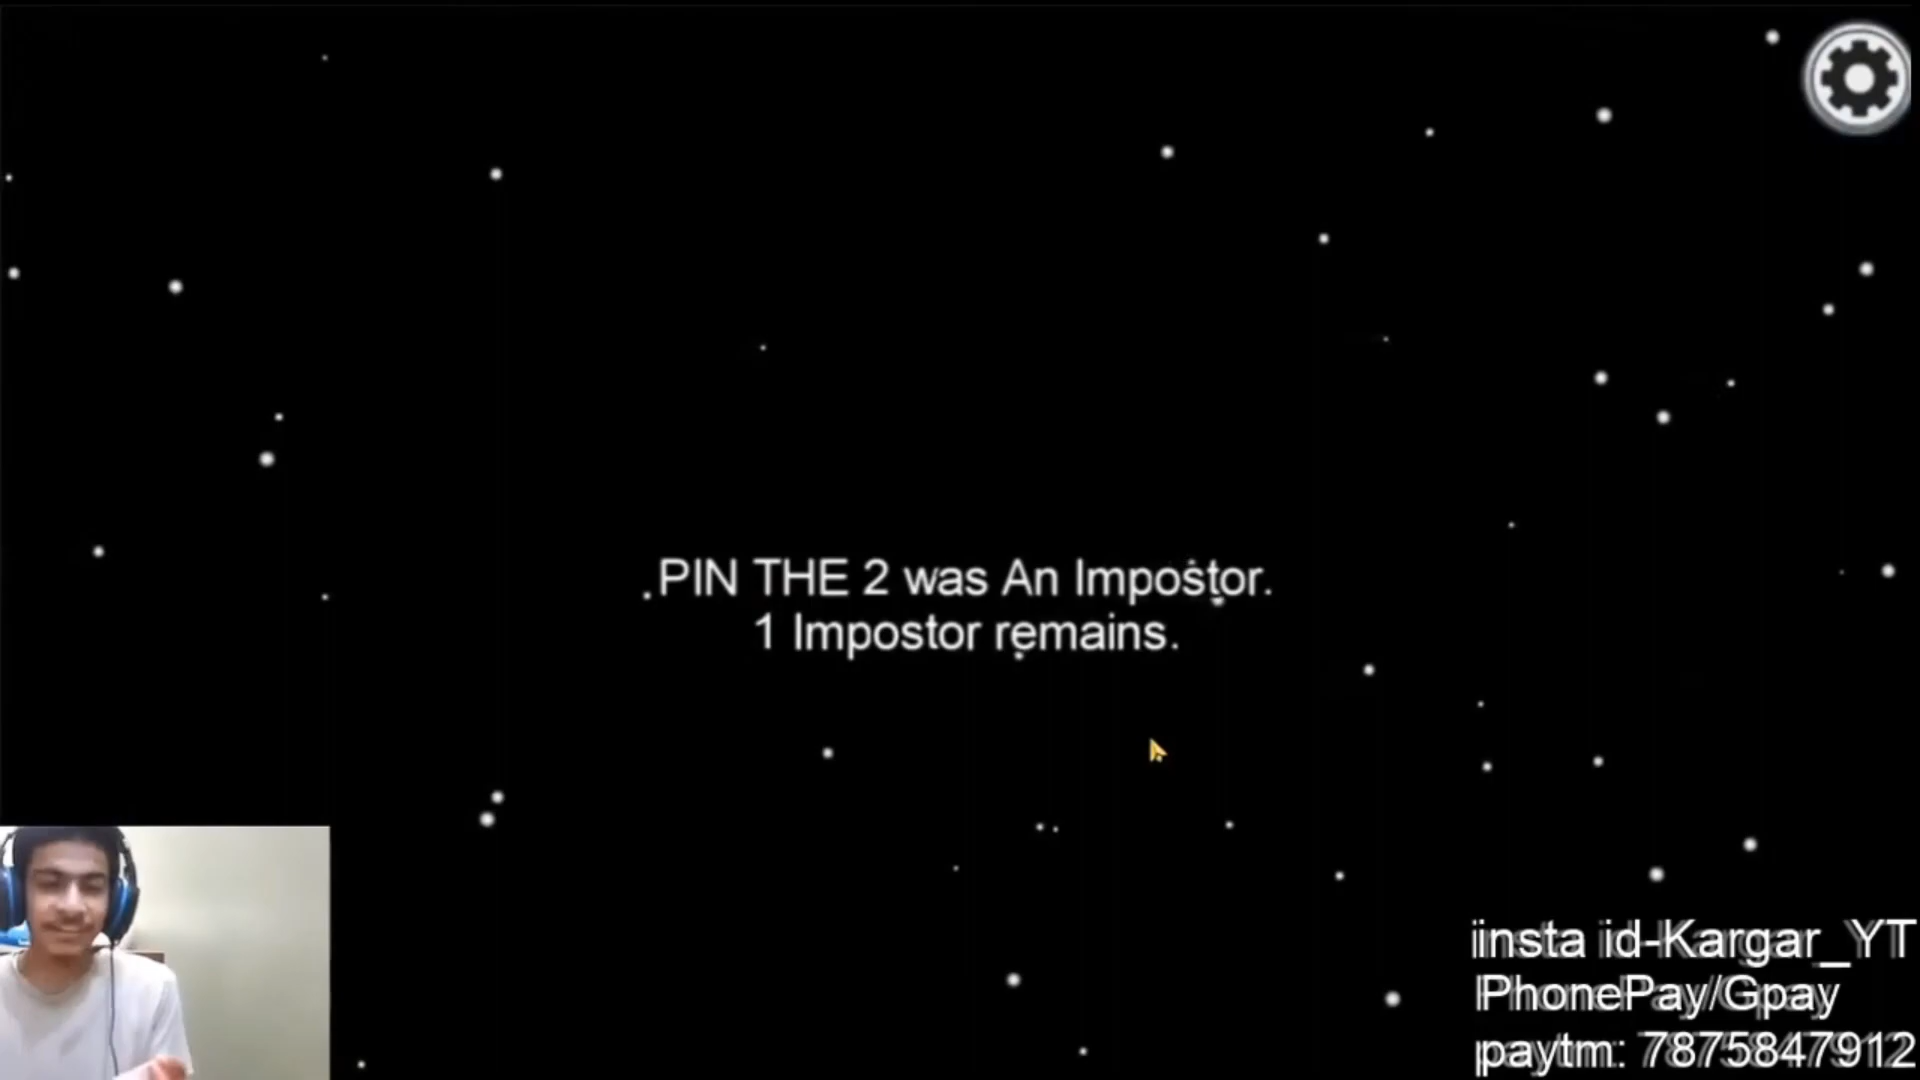 PIN THE 2 was An Impostor.
1 Impostor remains.
insta id-Kargar_YT
PhonePay/Gpay
paytm: 7875847912